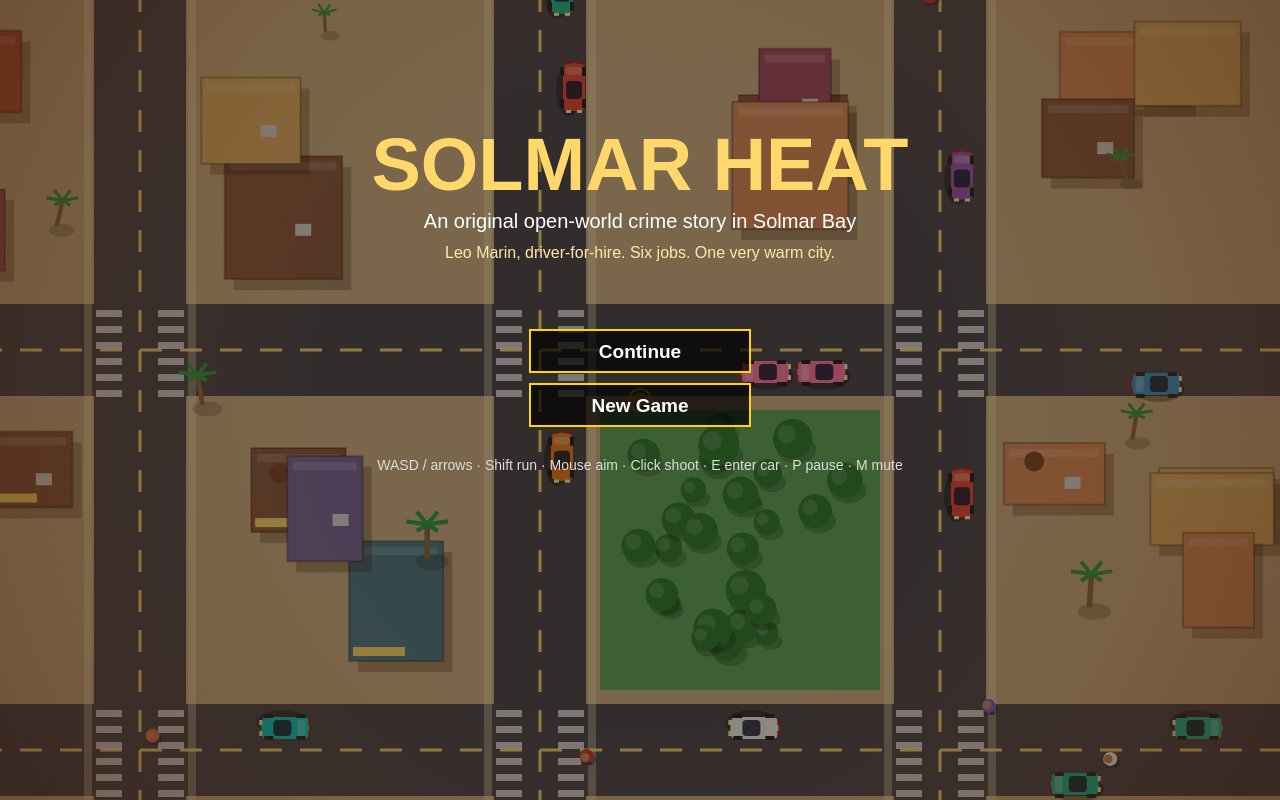 SOLMAR HEAT
An original open-world crime story in Solmar Bay
Leo Marin, driver-for-hire. Six jobs. One very warm city.
Continue
New Game
WASD / arrows · Shift run · Mouse aim · Click shoot · E enter car · P pause · M mute